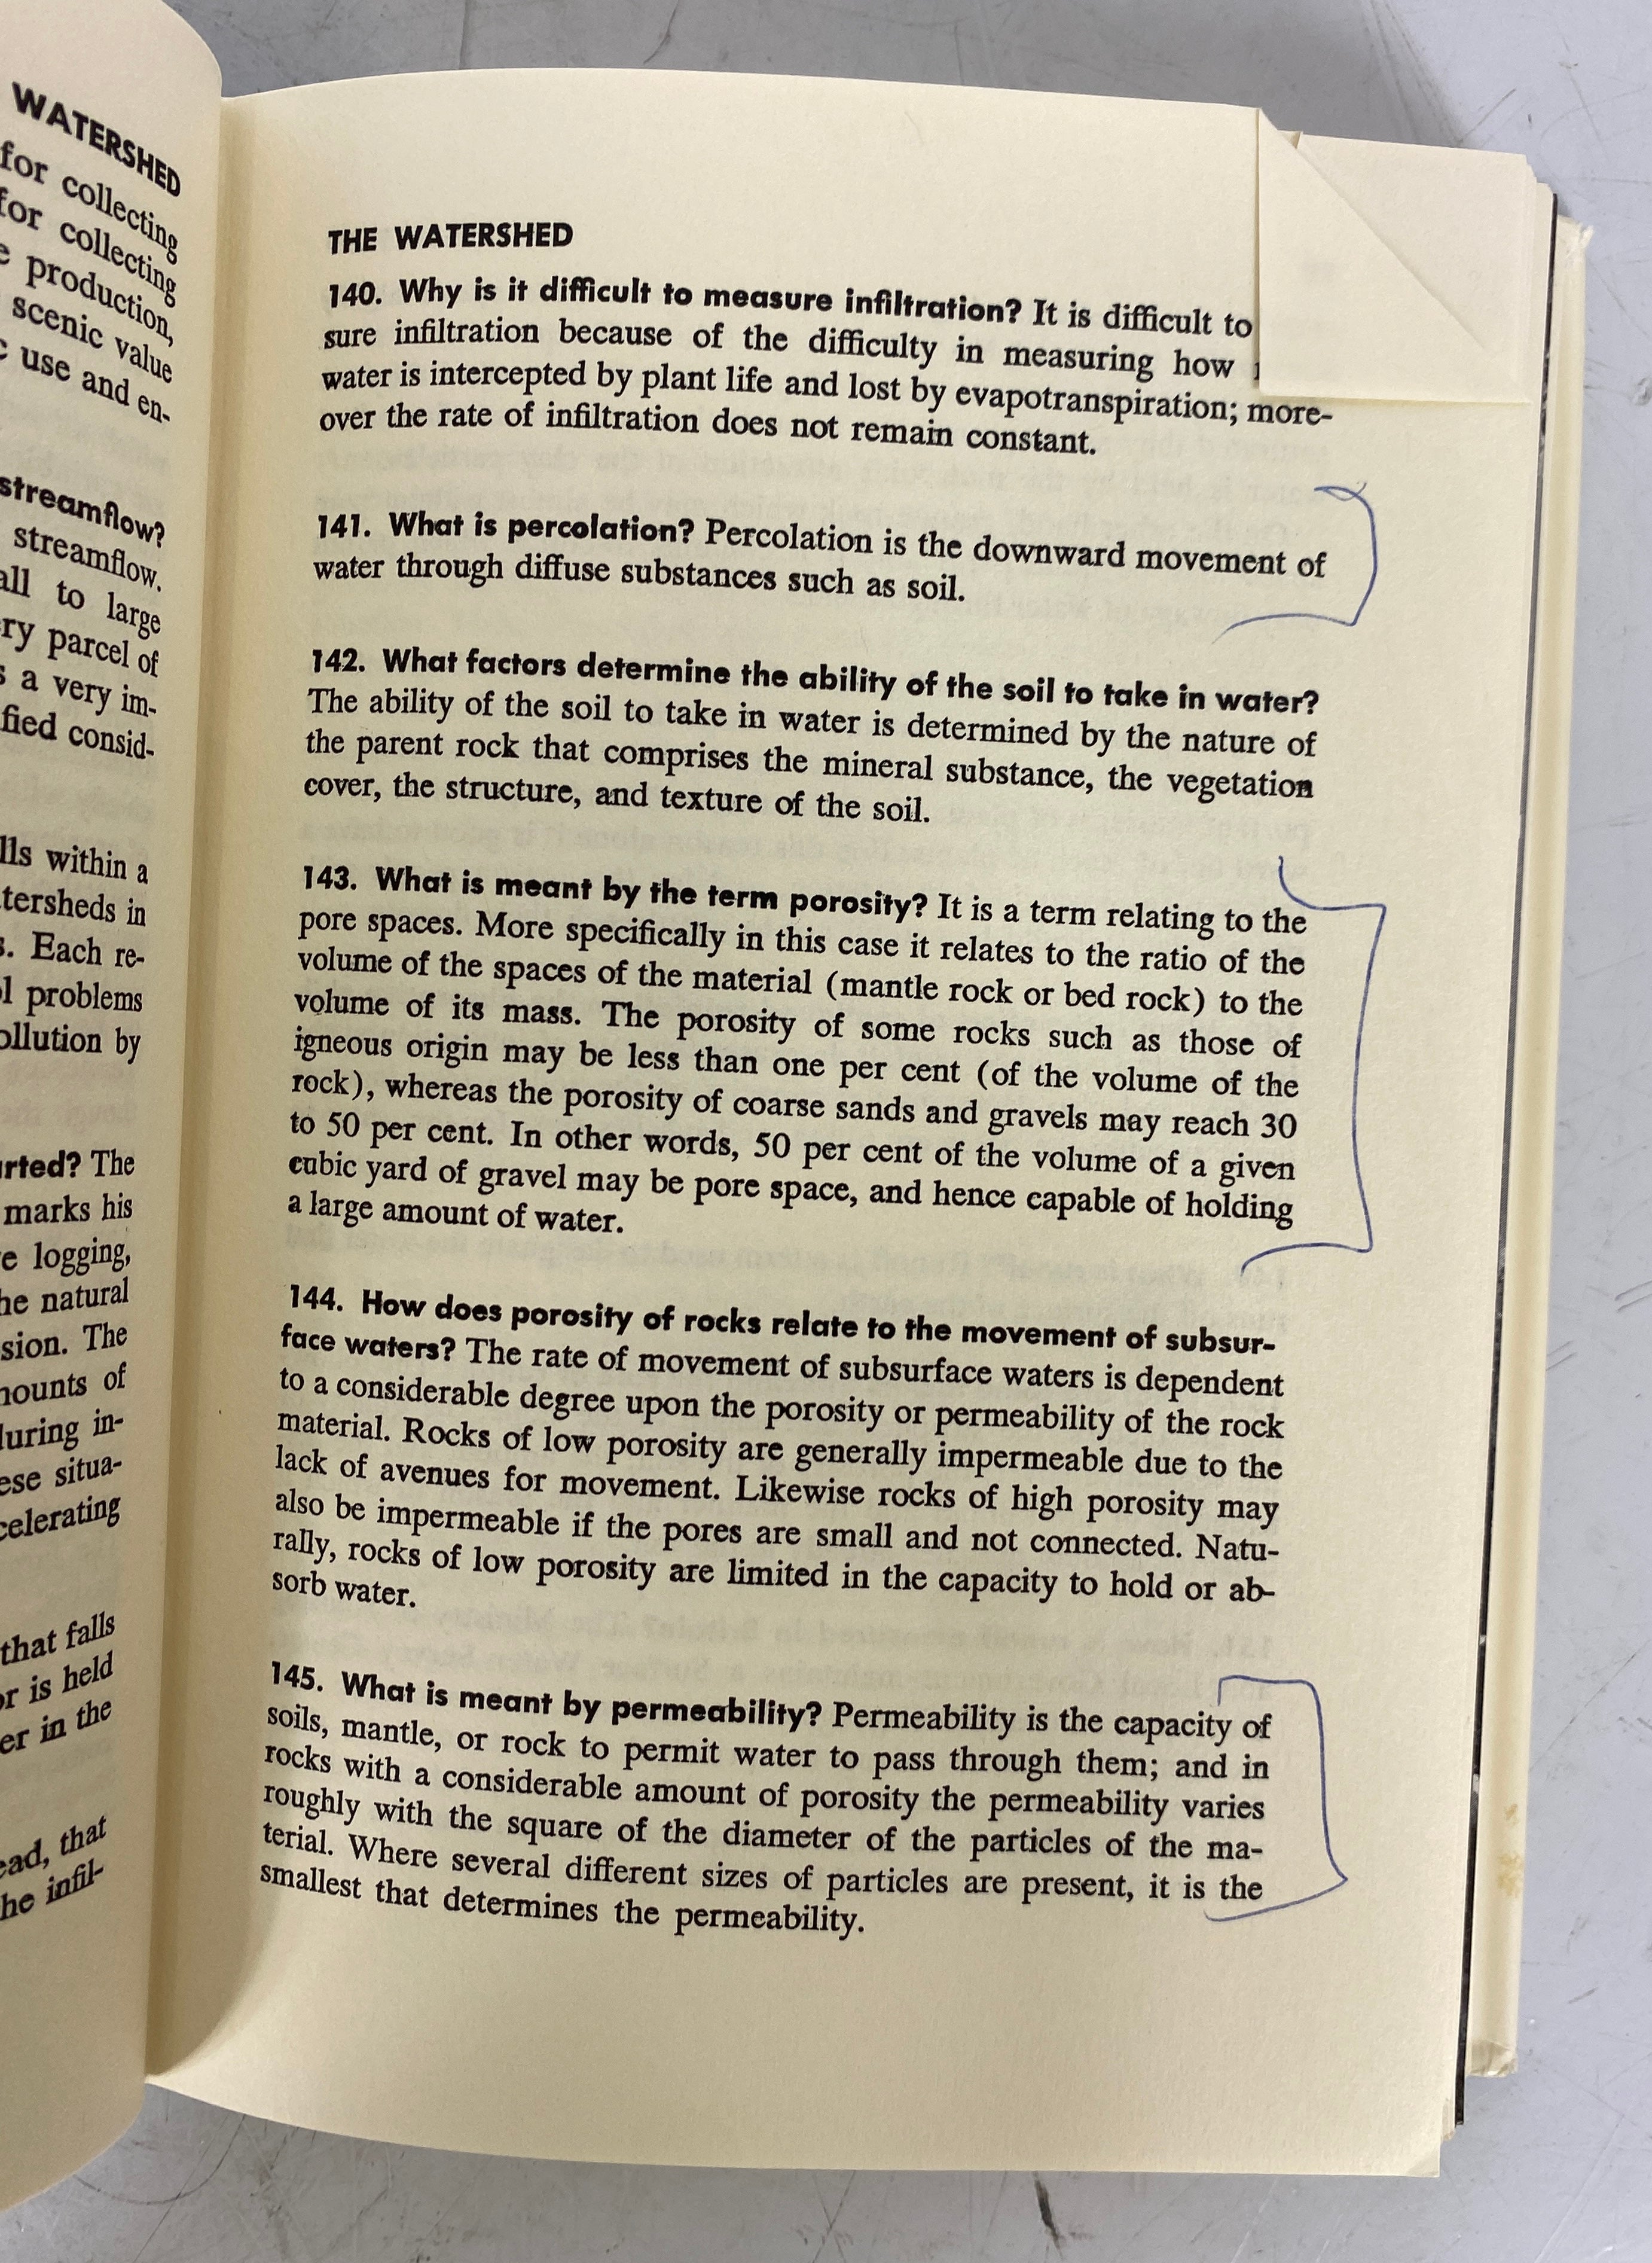 WATERSHED
for collecting
for collecting
production,
scenic value
use and en-
streamflow?
streamflow.
to large
parcel of
a very im-
consid-
within a
in
Each re-
problems
by
The
marks his
logging,
natural
The
of
in-
situa-
that falls
is held
in the
that
THE WATERSHED
140. Why is it difficult to measure infiltration? It is difficult to
sure infiltration because of the difficulty in measuring how
water is intercepted by plant life and lost by evapotranspiration; more-
over the rate of infiltration does not remain constant.
141. What is percolation? Percolation is the downward movement of
water through diffuse substances such as soil.
142. What factors determine the ability of the soil to take in water?
The ability of the soil to take in water is determined by the nature of
the parent rock that comprises the mineral substance, the vegetation
cover, the structure, and texture of the soil.
143. What is meant by the term porosity? It is a term relating to the
pore spaces. More specifically in this case it relates to the ratio of the
volume of the spaces of the material (mantle rock or bed rock) to the
volume of its mass. The porosity of some rocks such as those of
igneous origin may be less than one per cent (of the volume of the
rock), whereas the porosity of coarse sands and gravels may reach 30
to 50 per cent. In other words, 50 per cent of the volume of a given
cubic yard of gravel may be pore space, and hence capable of holding
a large amount of water.
144. How does porosity of rocks relate to the movement of subsur-
face waters? The rate of movement of subsurface waters is dependent
to a considerable degree upon the porosity or permeability of the rock
material. Rocks of low porosity are generally impermeable due to the
lack of avenues for movement. Likewise rocks of high porosity may
also be impermeable if the pores are small and not connected. Natu-
rally, rocks of low porosity are limited in the capacity to hold or ab-
sorb water.
145. What is meant by permeability? Permeability is the capacity of
soils, mantle, or rock to permit water to pass through them; and in
rocks with a considerable amount of porosity the permeability varies
roughly with the square of the diameter of the particles of the ma-
terial. Where several different sizes of particles are present, it is the
smallest that determines the permeability.